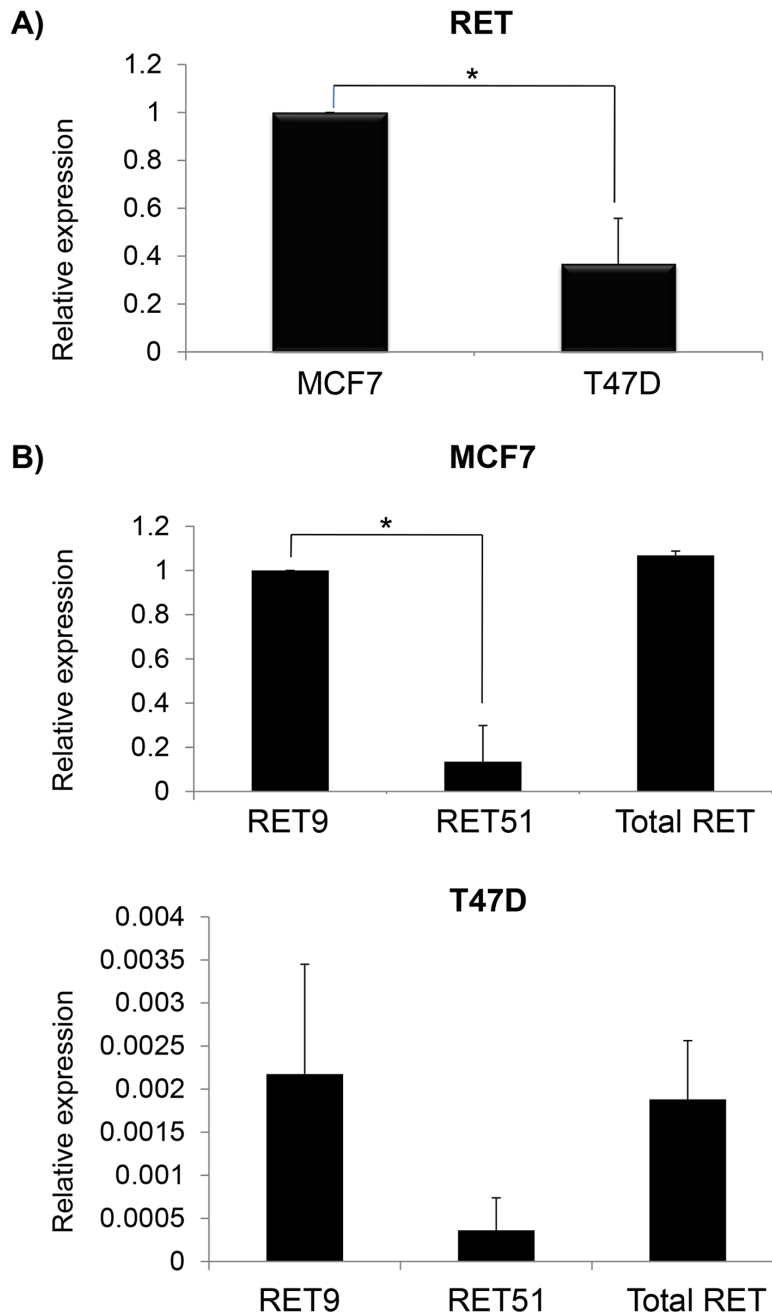 A)
RET
*
Relative expression
1.2
1
0.8
0.6
0.4
0.2
0
MCF7 T47D
B)
MCF7
*
Relative expression
1.2
1
0.8
0.6
0.4
0.2
0
RET9 RET51 Total RET
T47D
Relative expression
0.004
0.0035
0.003
0.0025
0.002
0.0015
0.001
0.0005
0
RET9 RET51 Total RET